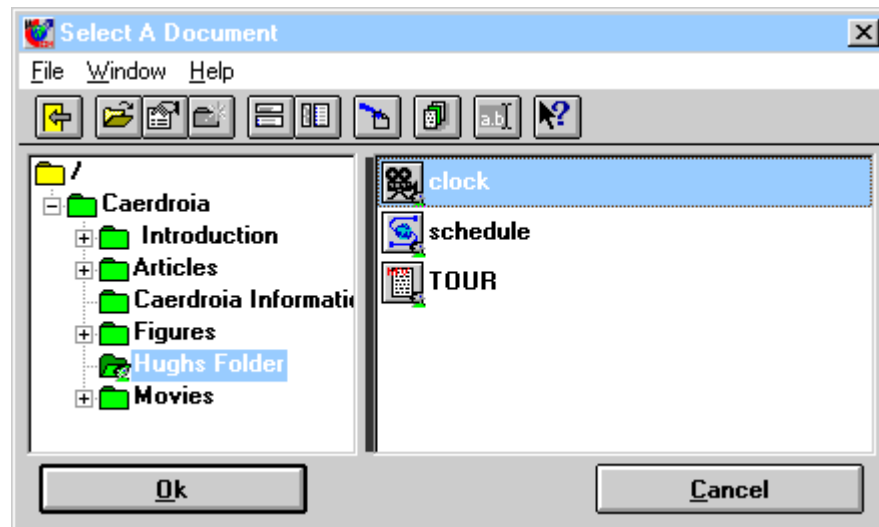 Select A Document
File Window Help
a.b
/
Caerdroia
Introduction
Articles
Caerdroia Informati
Figures
Hughs Folder
Movies
clock
schedule
TOUR
Ok
Cancel